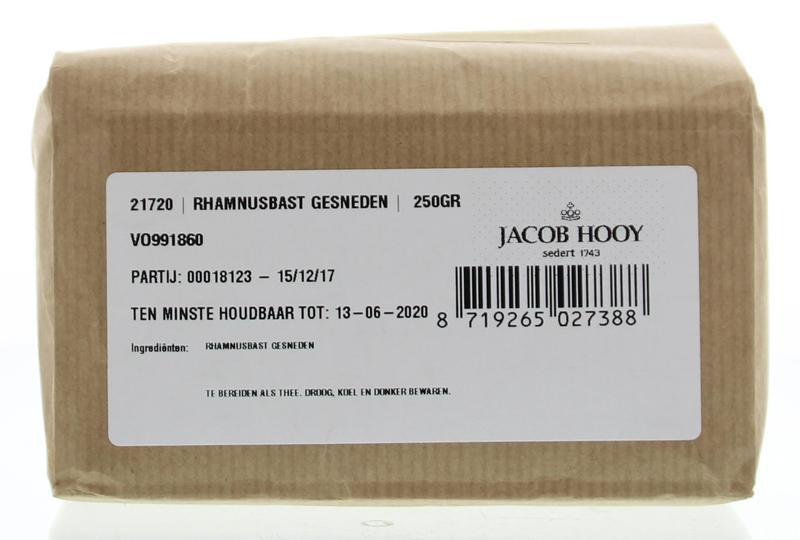 21720 | RHAMNUSBAST GESNEDEN | 250GR
VO991860
JACOB HOOY
sedert 1743
PARTIJ: 00018123 – 15/12/17
TEN MINSTE HOUDBAAR TOT: 13-06-2020
8 719265 027388
Ingrediënten: RHAMNUSBAST GESNEDEN
TE BEREIDEN ALS THEE. DROOG, KOEL EN DONKER BEWAREN.